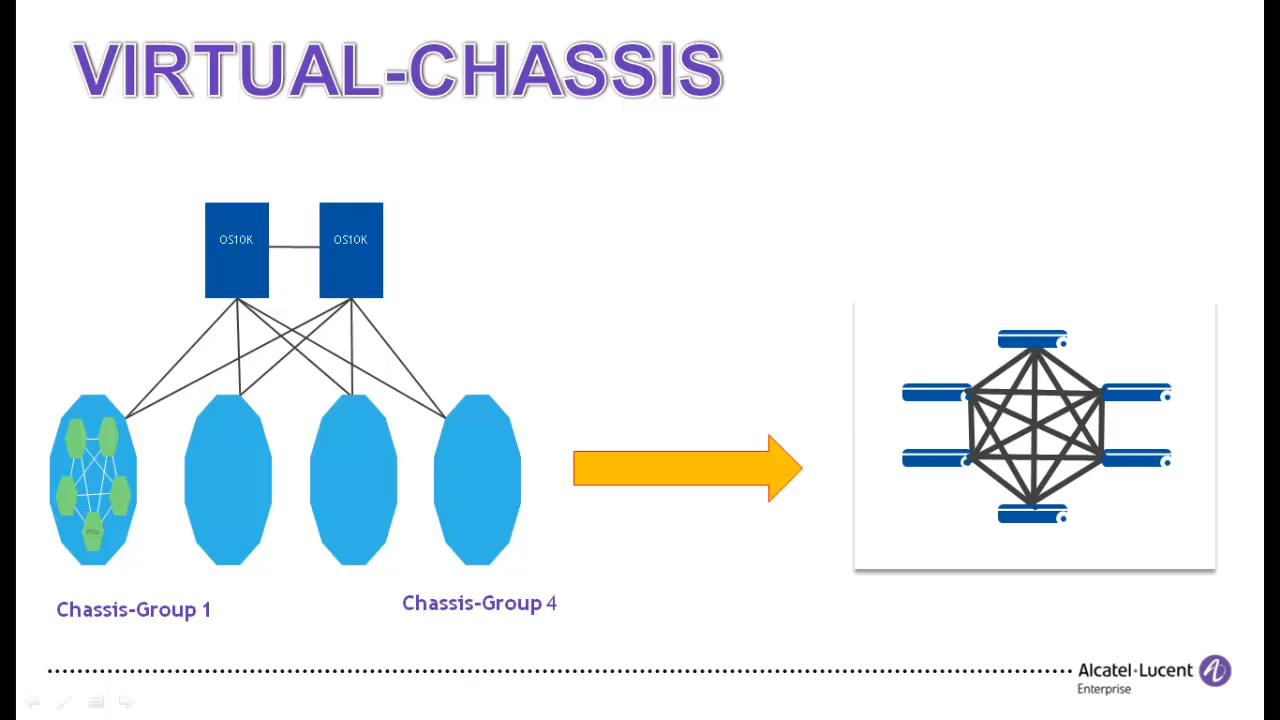 VIRTUAL-CHASSIS
OS10K
OS10K
Chassis-Group 1
Chassis-Group 4
Alcatel·Lucent
Enterprise